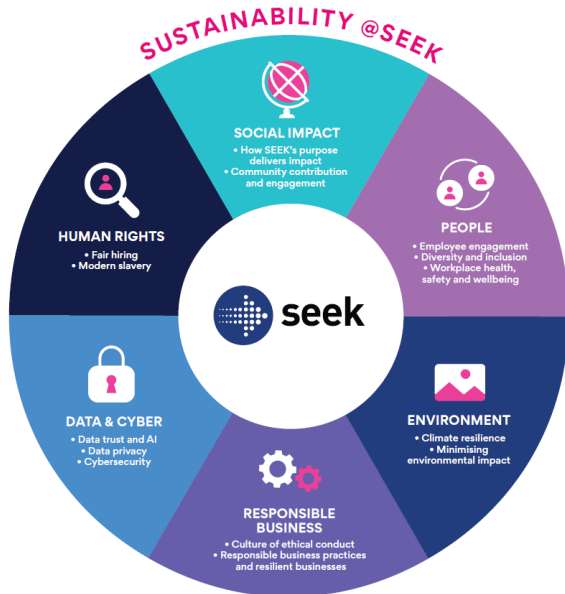 SUSTAINABILITY @SEEK
SOCIAL IMPACT
• How SEEK's purpose
delivers impact
• Community contribution
and engagement
PEOPLE
• Employee engagement
• Diversity and inclusion
• Workplace health,
safety and wellbeing
ENVIRONMENT
• Climate resilience
• Minimising
environmental impact
RESPONSIBLE
BUSINESS
• Culture of ethical conduct
• Responsible business practices
and resilient businesses
DATA & CYBER
• Data trust and AI
• Data privacy
• Cybersecurity
HUMAN RIGHTS
• Fair hiring
• Modern slavery
seek